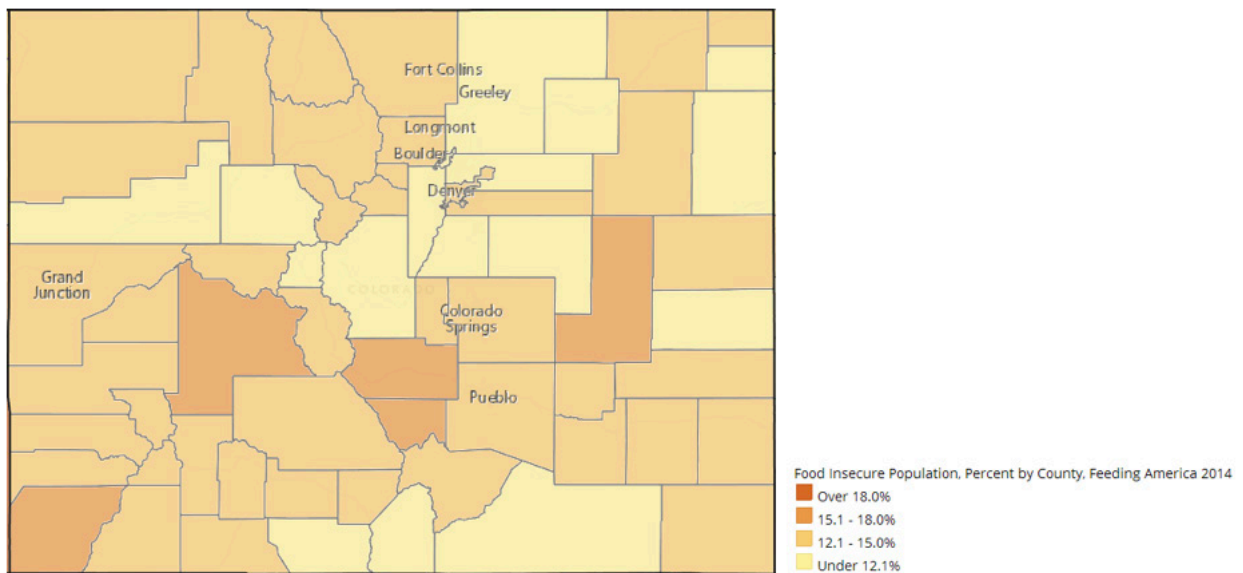 Fort Collins
Greeley
Longmont
Boulder
Denver
Grand
Junction
COLORADO
Colorado
Springs
Pueblo
Food Insecure Population, Percent by County, Feeding America 2014
Over 18.0%
15.1 - 18.0%
12.1 - 15.0%
Under 12.1%